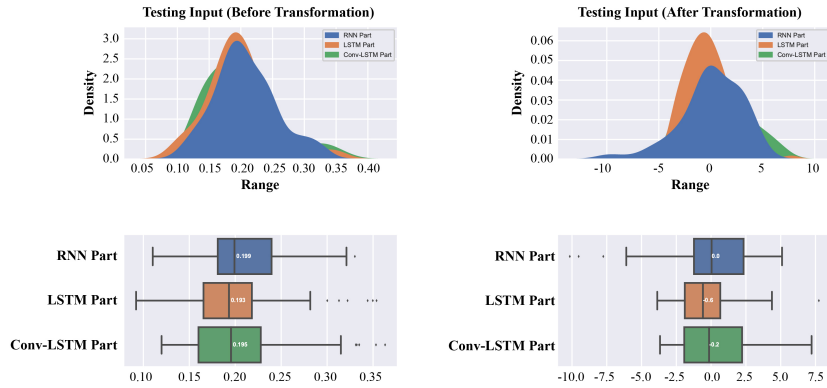 Testing Input (Before Transformation)
RNN Part
LSTM Part
Conv-LSTM Part
Density
3.0
2.5
2.0
1.5
1.0
0.5
0.0
0.05 0.10 0.15 0.20 0.25 0.30 0.35 0.40
Range
Testing Input (After Transformation)
RNN Part
LSTM Part
Conv-LSTM Part
Density
0.06
0.05
0.04
0.03
0.02
0.01
0.00
-10 -5 0 5 10
Range
RNN Part
0.199
LSTM Part
0.193
Conv-LSTM Part
0.195
0.10 0.15 0.20 0.25 0.30 0.35
RNN Part
0.0
LSTM Part
-0.6
Conv-LSTM Part
-0.2
-10.0 -7.5 -5.0 -2.5 0.0 2.5 5.0 7.5